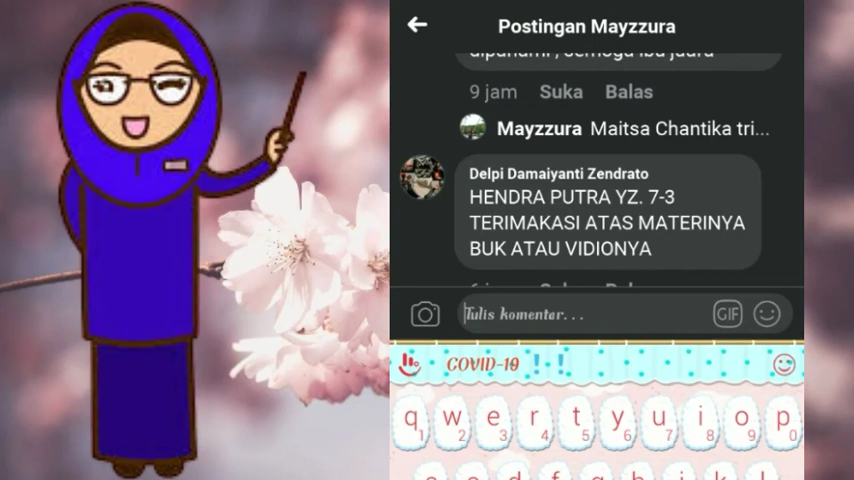 Postingan Mayzzura
dipahami , semoga ibu juara
9 jam Suka Balas
Mayzzura Maitsa Chantika tri...
Delpi Damaiyanti Zendrato
HENDRA PUTRA YZ. 7-3
TERIMAKASI ATAS MATERINYA
BUK ATAU VIDIONYA
Tulis komentar...
GIF
COVID-19 ! !
q w e r t y u i o p
1 2 3 4 5 6 7 8 9 0